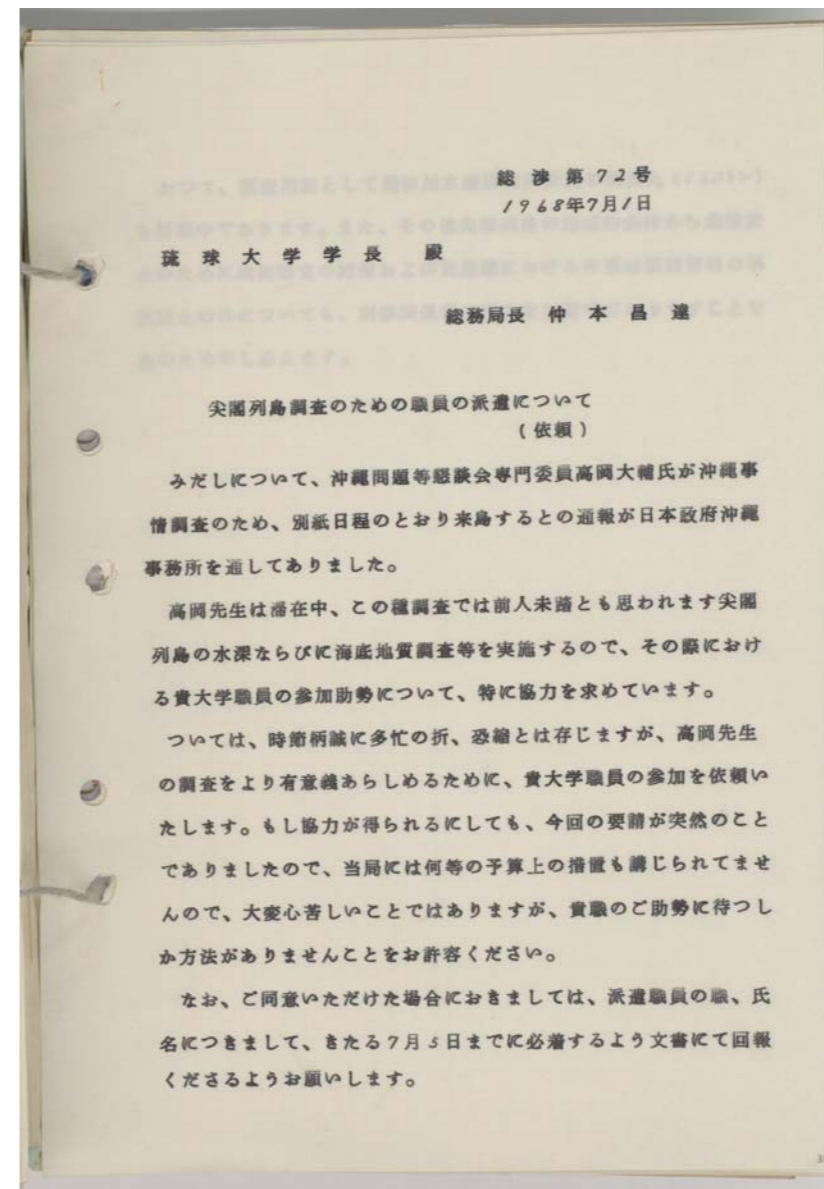 総渉第72号
1968年7月1日
琉球大学学長 殿
総務局長 仲本昌達
尖閣列島調査のための職員の派遣について
(依頼)
みだしについて、沖縄問題等懇談会専門委員高岡大輔氏が沖縄事
情調査のため、別紙日程のとおり来島するとの通報が日本政府沖縄
事務所を通してありました。
高岡先生は滞在中、この種調査では前人未踏とも思われます尖閣
列島の水深ならびに海底地質調査等を実施するので、その際におけ
る貴大学職員の参加助勢について、特に協力を求めています。
ついては、時節柄誠に多忙の折、恐縮とは存じますが、高岡先生
の調査をより有意義あらしめるために、貴大学職員の参加を依頼い
たします。もし協力が得られるにしても、今回の要請が突然のこと
でありましたので、当局には何等の予算上の措置も講じられてませ
んので、大変心苦しいことではありますが、貴職のご助勢に待つし
か方法がありませんことをお許容ください。
なお、ご同意いただけた場合におきましては、派遣職員の職、氏
名につきまして、きたる7月5日までに必着するよう文書にて回報
くださるようお願いします。